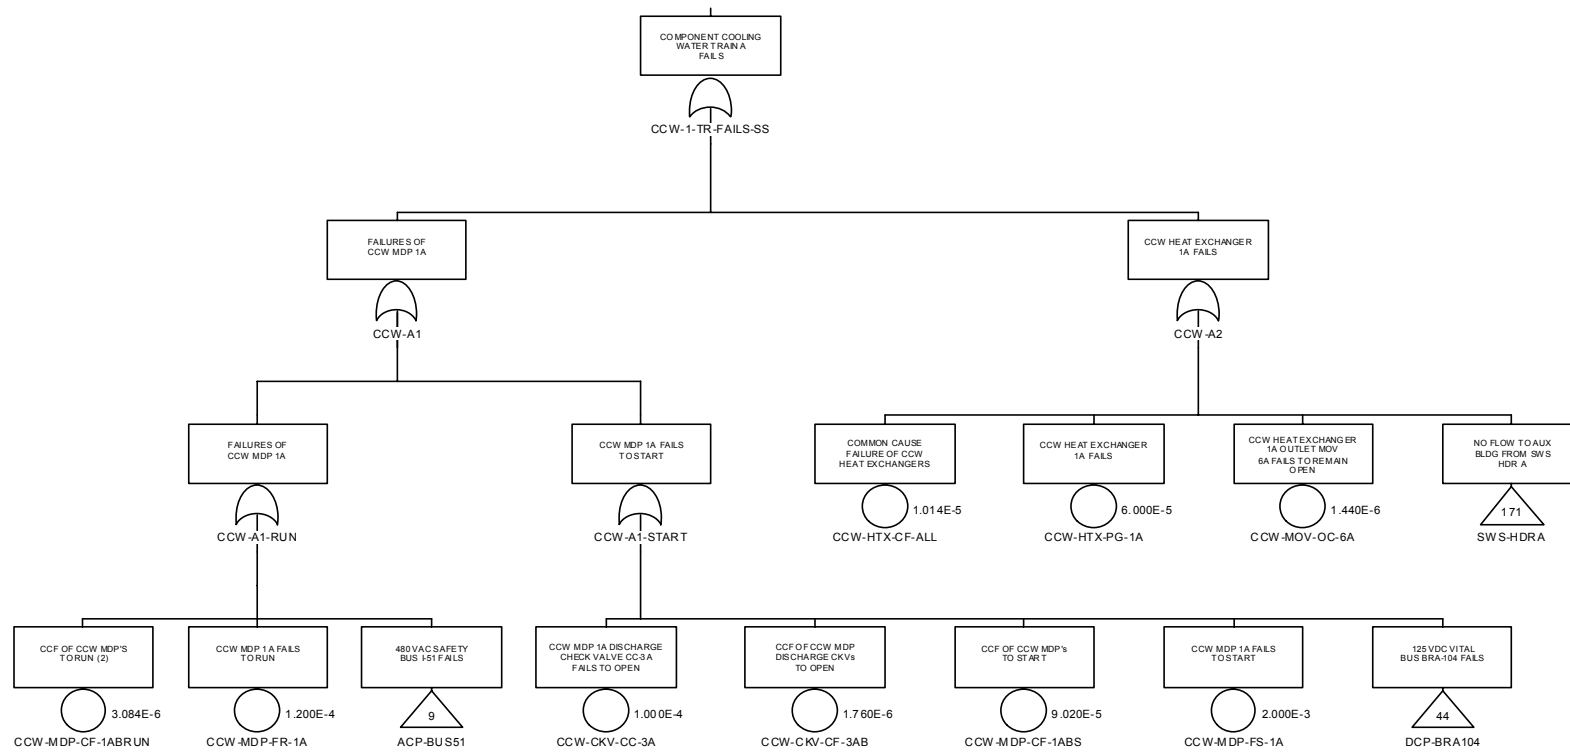 COMPONENT COOLING
WATER TRAIN A
FAILS
CCW-1-TR-FAILS-SS
FAILURES OF
CCW MDP 1A
CCW-A1
CCW HEAT EXCHANGER
1A FAILS
CCW-A2
FAILURES OF
CCW MDP 1A
CCW-A1-RUN
CCW MDP 1A FAILS
TO START
CCW-A1-START
COMMON CAUSE
FAILURE OF CCW
HEAT EXCHANGERS
1.014E-5
CCW-HTX-CF-ALL
CCW HEAT EXCHANGER
1A FAILS
6.000E-5
CCW-HTX-PG-1A
CCW HEAT EXCHANGER
1A OUTLET MOV
6A FAILS TO REMAIN
OPEN
1.440E-6
CCW-MOV-OC-6A
NO FLOW TO AUX
BLDG FROM SWS
HDR A
171
SWS-HDRA
CCF OF CCW MDP'S
TO RUN (2)
3.084E-6
CCW-MDP-CF-1ABRUN
CCW MDP 1A FAILS
TO RUN
1.200E-4
CCW-MDP-FR-1A
480 VAC SAFETY
BUS I-51 FAILS
9
ACP-BUS51
CCW MDP 1A DISCHARGE
CHECK VALVE CC-3A
FAILS TO OPEN
1.000E-4
CCW-CKV-CC-3A
CCF OF CCW MDP
DISCHARGE CKVs
TO OPEN
1.760E-6
CCW-CKV-CF-3AB
CCF OF CCW MDP's
TO START
9.020E-5
CCW-MDP-CF-1ABS
CCW MDP 1A FAILS
TO START
2.000E-3
CCW-MDP-FS-1A
125 VDC VITAL
BUS BRA-104 FAILS
44
DCP-BRA104